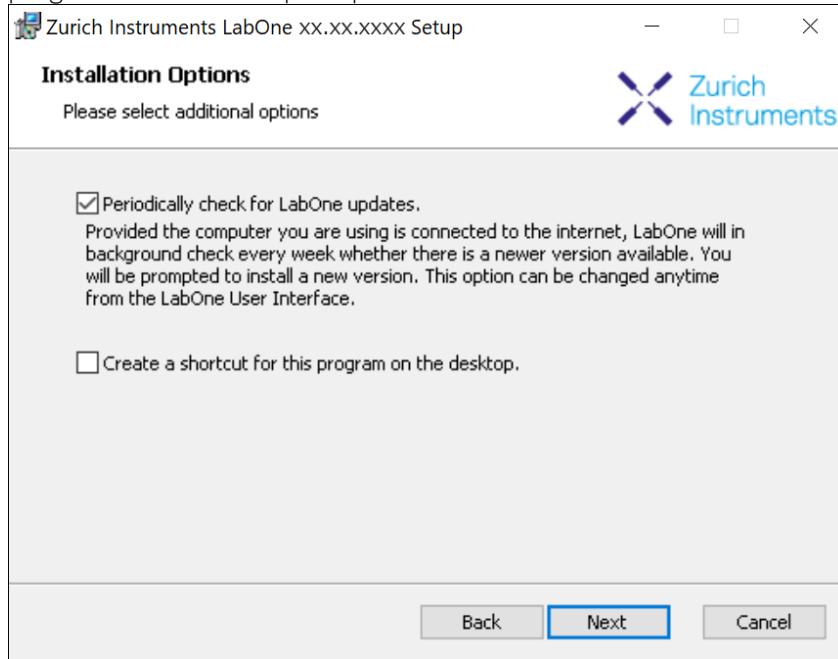 Zurich Instruments LabOne xx.xx.xxxx Setup
Installation Options
Please select additional options
Zurich
Instruments
Periodically check for LabOne updates.
Provided the computer you are using is connected to the internet, LabOne will in
background check every week whether there is a newer version available. You
will be prompted to install a new version. This option can be changed anytime
from the LabOne User Interface.
Create a shortcut for this program on the desktop.
Back
Next
Cancel